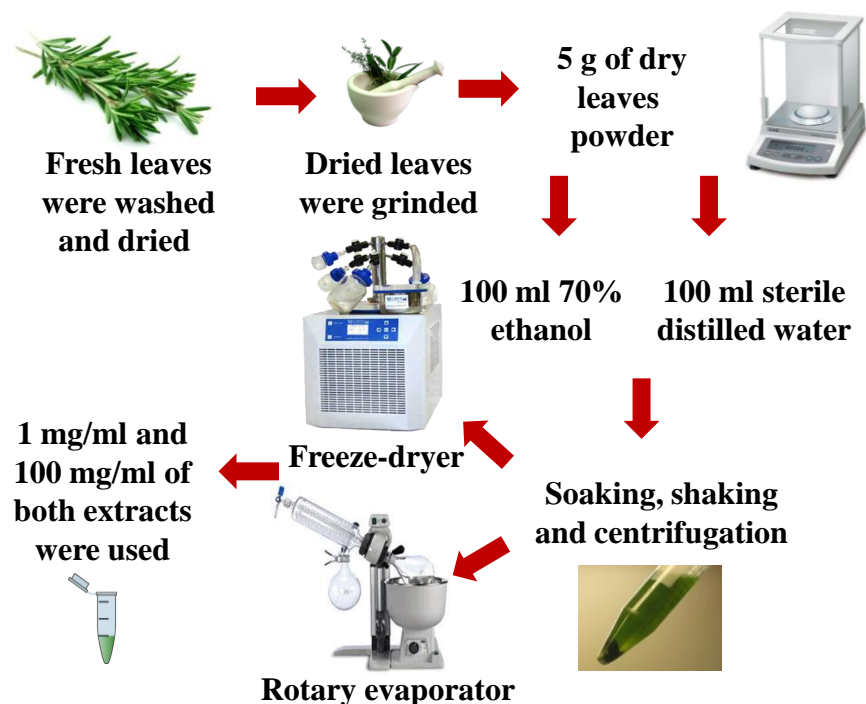 Fresh leaves
were washed
and dried
Dried leaves
were grinded
5 g of dry
leaves
powder
100 ml 70%
ethanol
100 ml sterile
distilled water
Soaking, shaking
and centrifugation
Freeze-dryer
Rotary evaporator
1 mg/ml and
100 mg/ml of
both extracts
were used